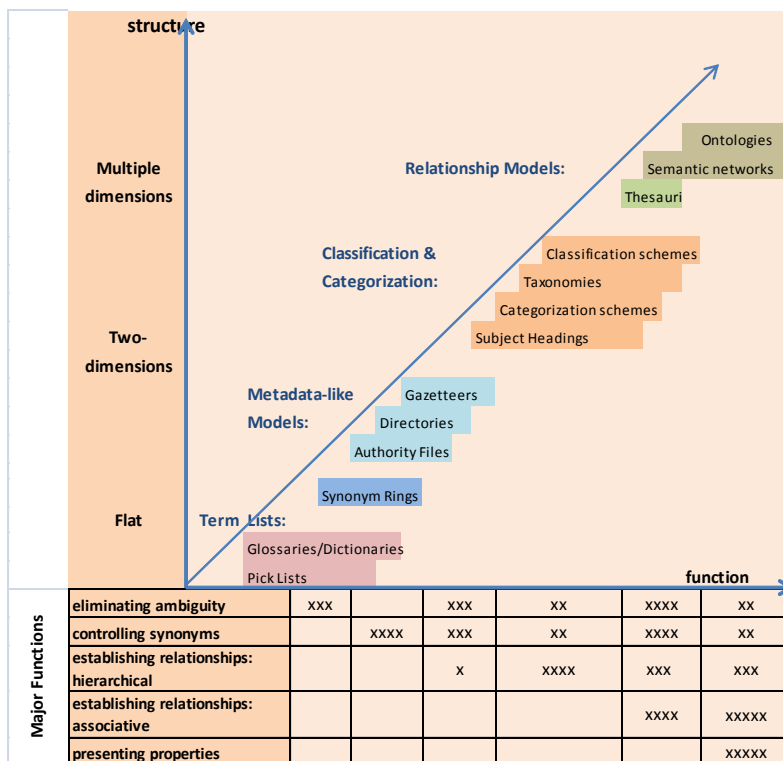 structure
Ontologies
Multiple
dimensions
Relationship Models:
Semantic networks
Thesauri
Classification &
Categorization:
Classification schemes
Taxonomies
Categorization schemes
Two-
dimensions
Subject Headings
Metadata-like
Models:
Gazetteers
Directories
Authority Files
Synonym Rings
Flat
Term Lists:
Glossaries/Dictionaries
Pick Lists
function
Major Functions
eliminating ambiguity xxx xxx xx xxxx xx
controlling synonyms xxxx xxx xx xxxx xx
establishing relationships:
hierarchical x xxxx xxx xxx
establishing relationships:
associative xxxx xxxxx
presenting properties xxxxx